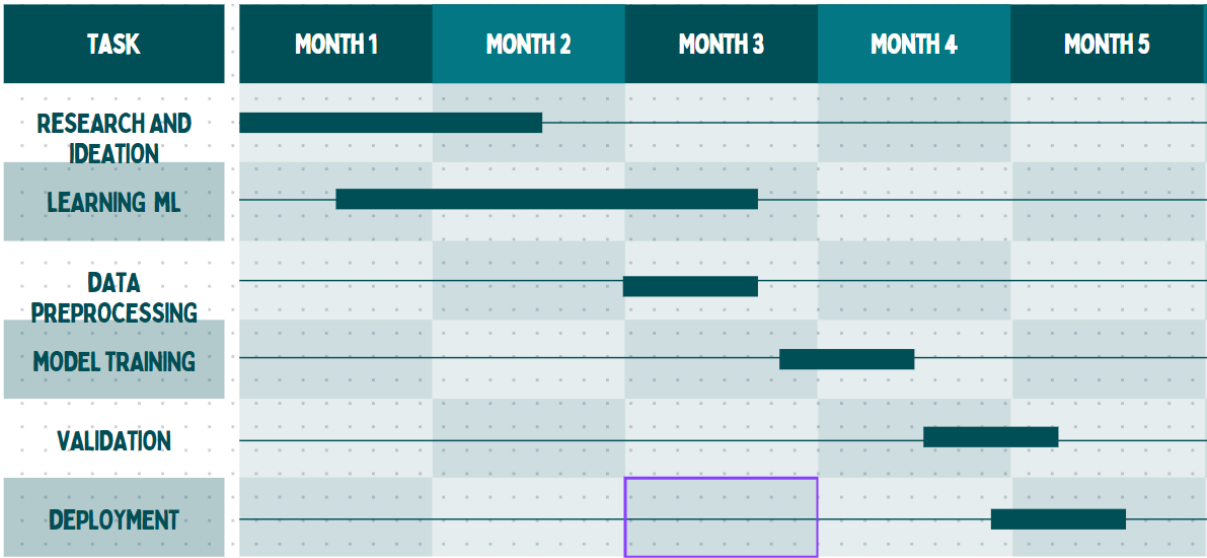 TASK
MONTH 1
MONTH 2
MONTH 3
MONTH 4
MONTH 5
RESEARCH AND
IDEATION
LEARNING ML
DATA
PREPROCESSING
MODEL TRAINING
VALIDATION
DEPLOYMENT